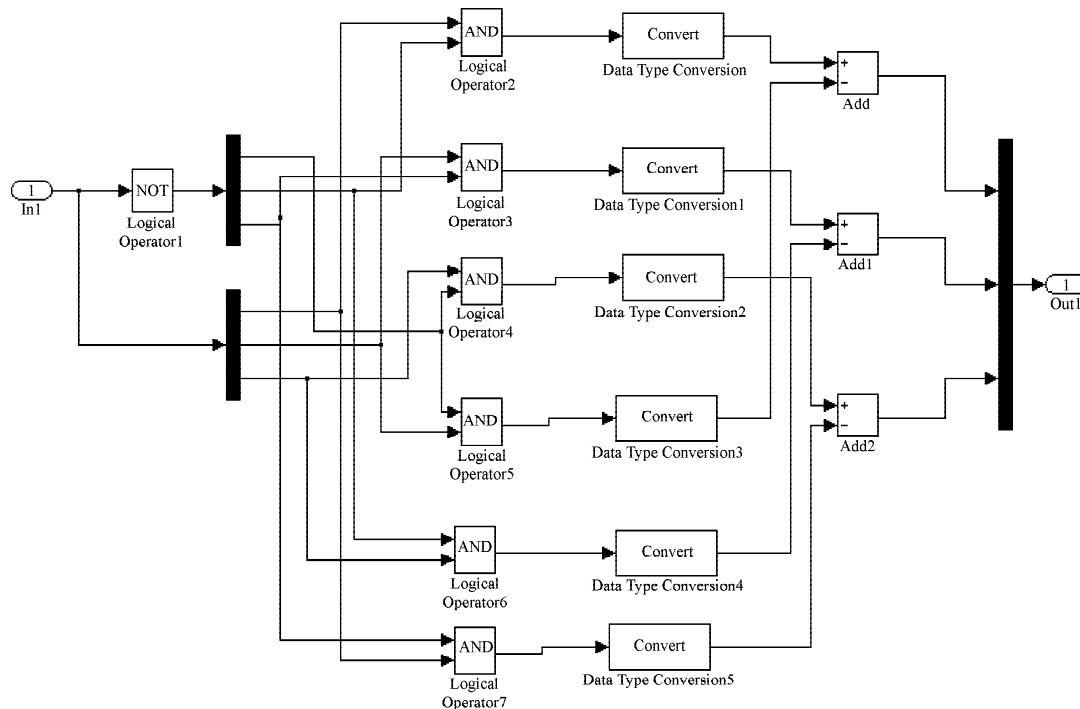 AND
Logical
Operator2
Convert
Data Type Conversion
+
−
Add
1
In1
NOT
Logical
Operator1
AND
Logical
Operator3
Convert
Data Type Conversion1
+
−
Add1
AND
Logical
Operator4
Convert
Data Type Conversion2
1
Out1
AND
Logical
Operator5
Convert
Data Type Conversion3
+
−
Add2
AND
Logical
Operator6
Convert
Data Type Conversion4
AND
Logical
Operator7
Convert
Data Type Conversion5